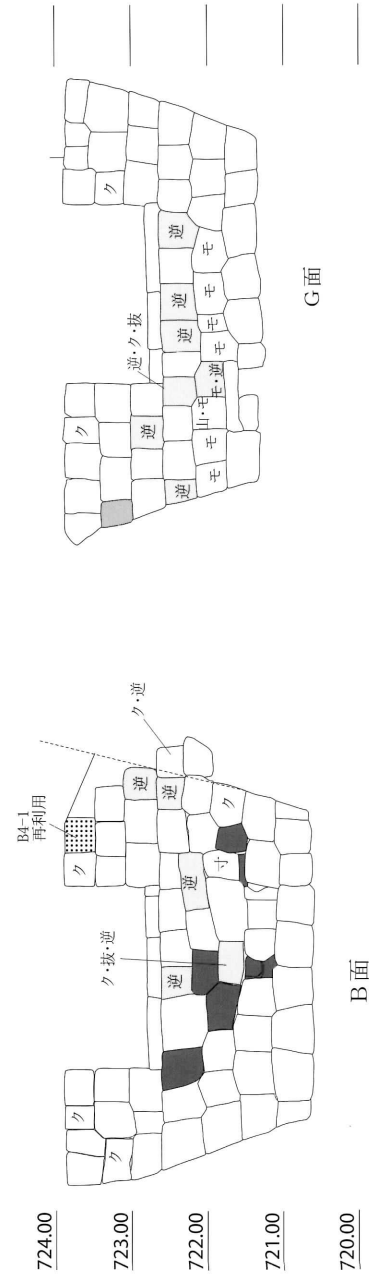 724.00
723.00
722.00
721.00
720.00
B4-1
再利用
ク
ク
ク
ク・抜・逆
ク・逆
逆
逆
逆
逆
ク
寸
B面
ク
ク
逆・ク・抜
逆
逆
逆
逆
逆
山・モ
モ・逆
モ
モ
モ
モ
モ
モ
G面